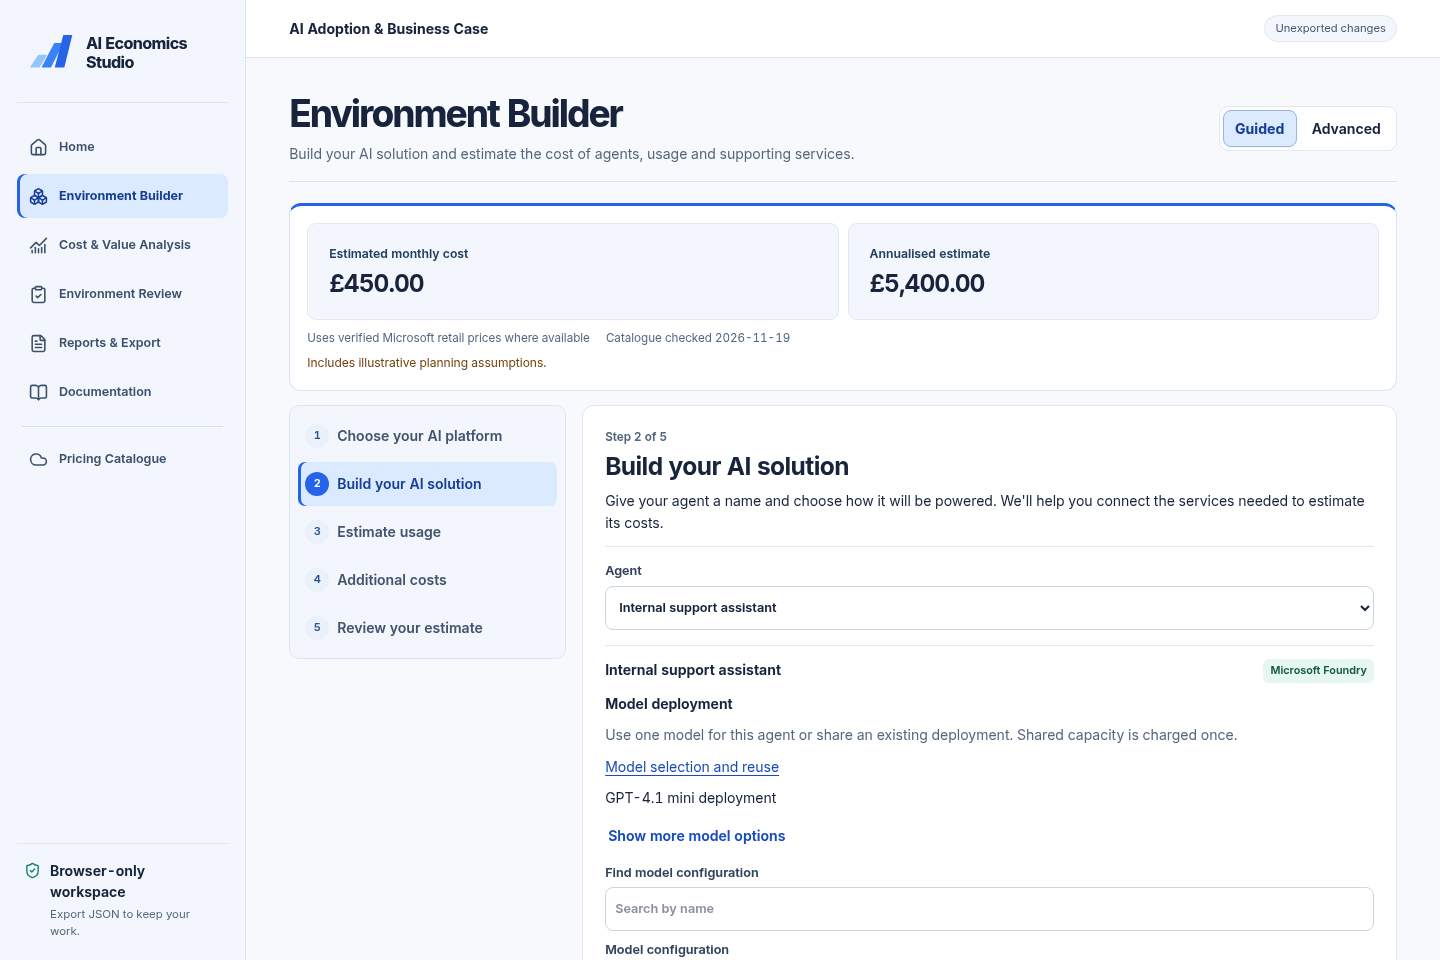 AI Economics
Studio
Home
Environment Builder
Cost & Value Analysis
Environment Review
Reports & Export
Documentation
Pricing Catalogue
Browser-only
workspace
Export JSON to keep your
work.
AI Adoption & Business Case
Unexported changes
Environment Builder
Build your AI solution and estimate the cost of agents, usage and supporting services.
Guided
Advanced
Estimated monthly cost
£450.00
Annualised estimate
£5,400.00
Uses verified Microsoft retail prices where available
Catalogue checked 2026-11-19
Includes illustrative planning assumptions.
1 Choose your AI platform
2 Build your AI solution
3 Estimate usage
4 Additional costs
5 Review your estimate
Step 2 of 5
Build your AI solution
Give your agent a name and choose how it will be powered. We'll help you connect the services needed to estimate
its costs.
Agent
Internal support assistant
Internal support assistant
Microsoft Foundry
Model deployment
Use one model for this agent or share an existing deployment. Shared capacity is charged once.
Model selection and reuse
GPT-4.1 mini deployment
Show more model options
Find model configuration
Search by name
Model configuration